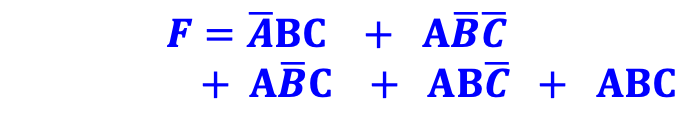 F = A̅BC + AB̅C̅
+ AB̅C + ABC̅ + ABC